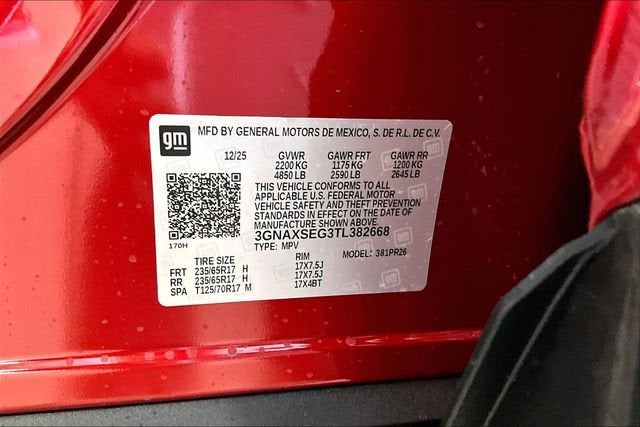 gm MFD BY GENERAL MOTORS DE MEXICO, S. DE R.L. DE C.V.
12/25 GVWR GAWR FRT GAWR RR
2200 KG 1175 KG 1200 KG
4850 LB 2590 LB 2645 LB
THIS VEHICLE CONFORMS TO ALL
APPLICABLE U.S. FEDERAL MOTOR
VEHICLE SAFETY AND THEFT PREVENTION
STANDARDS IN EFFECT ON THE DATE OF
MANUFACTURE SHOWN ABOVE.
3GNAXSEG3TL382668
170H TYPE: MPV MODEL: 381PR26
TIRE SIZE RIM
FRT 235/65R17 H 17X7.5J
RR 235/65R17 H 17X7.5J
SPA T125/70R17 M 17X4BT